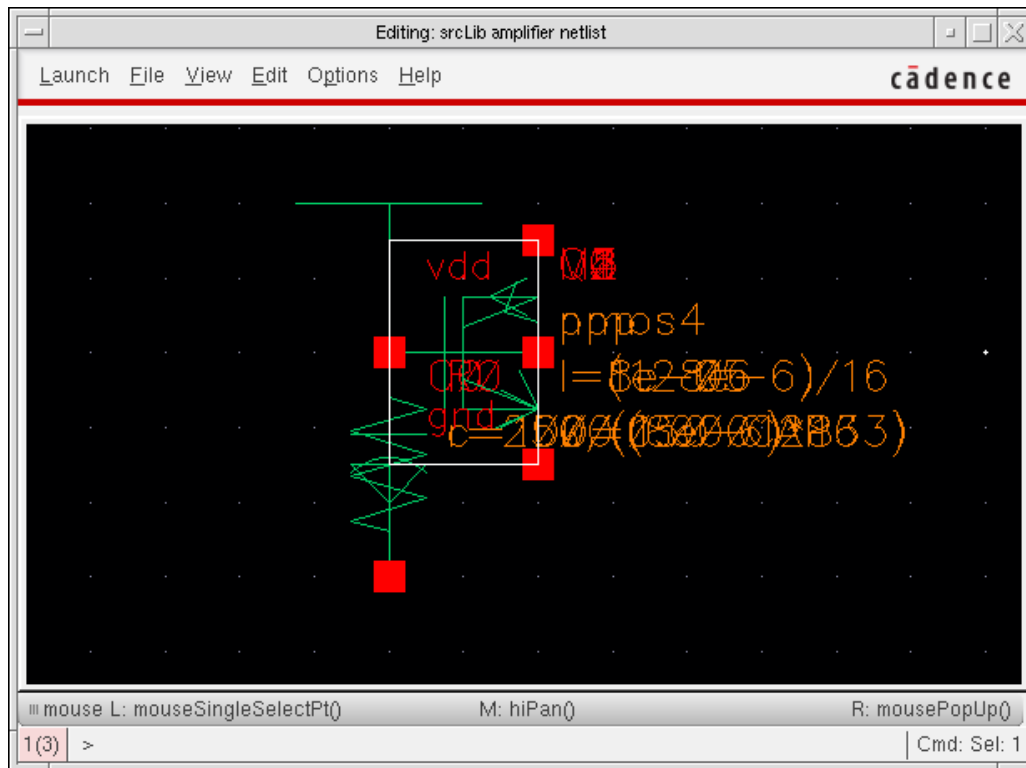 Editing: srcLib amplifier netlist
Launch File View Edit Options Help
cādence
vdd
gnd
mouse L: mouseSingleSelectPt() M: hiPan() R: mousePopUp()
1(3) > Cmd: Sel: 1